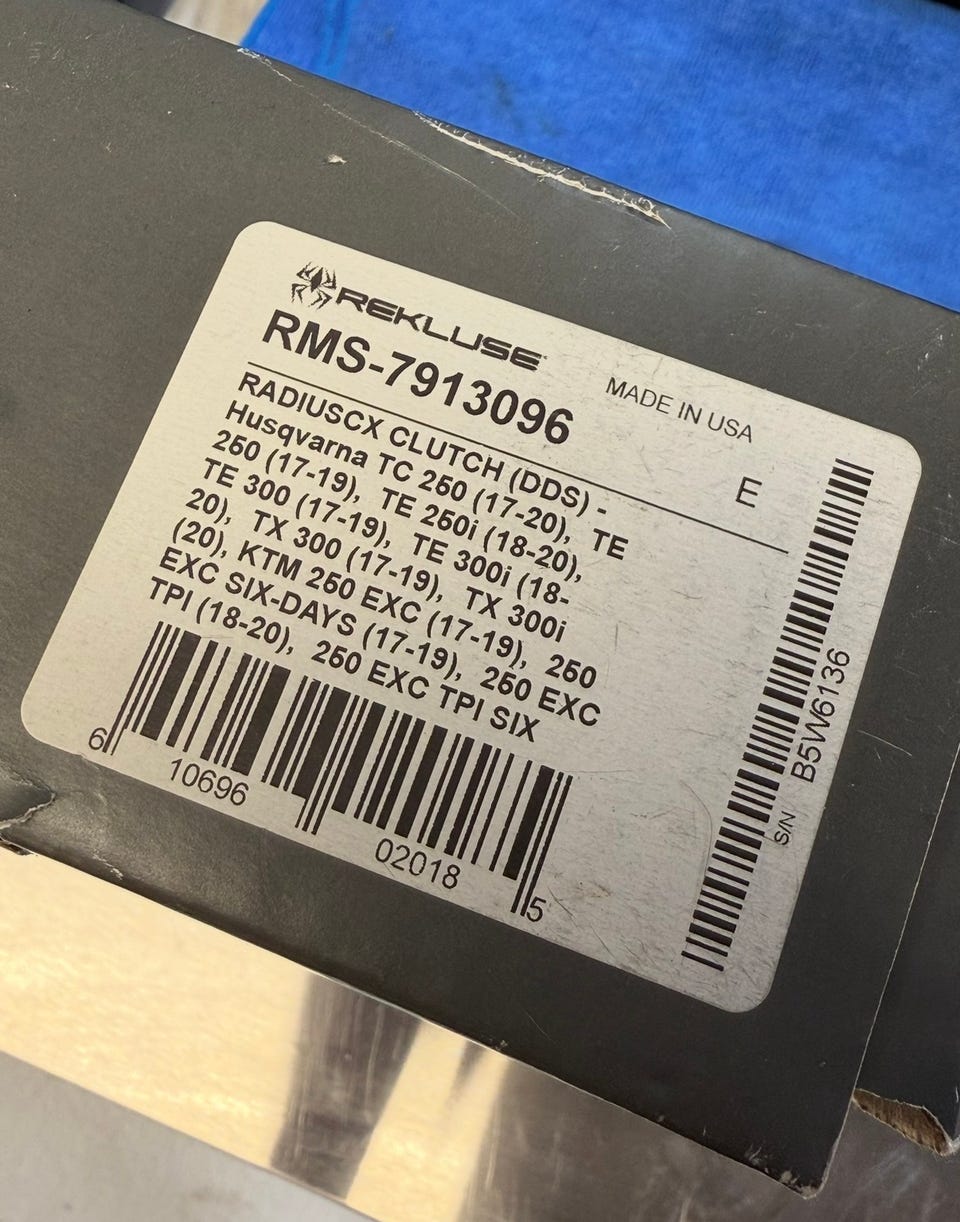 REKLUSE
RMS-7913096
MADE IN USA
RADIUSCX CLUTCH (DDS) -
E
Husqvarna TC 250 (17-20), TE
250 (17-19), TE 250i (18-20),
TE 300 (17-19), TE 300i (18-
20), TX 300 (17-19), TX 300i
(20), KTM 250 EXC (17-19), 250
EXC SIX-DAYS (17-19), 250 EXC
TPI (18-20), 250 EXC TPI SIX
6 10696 02018 5
S/N B5W6136